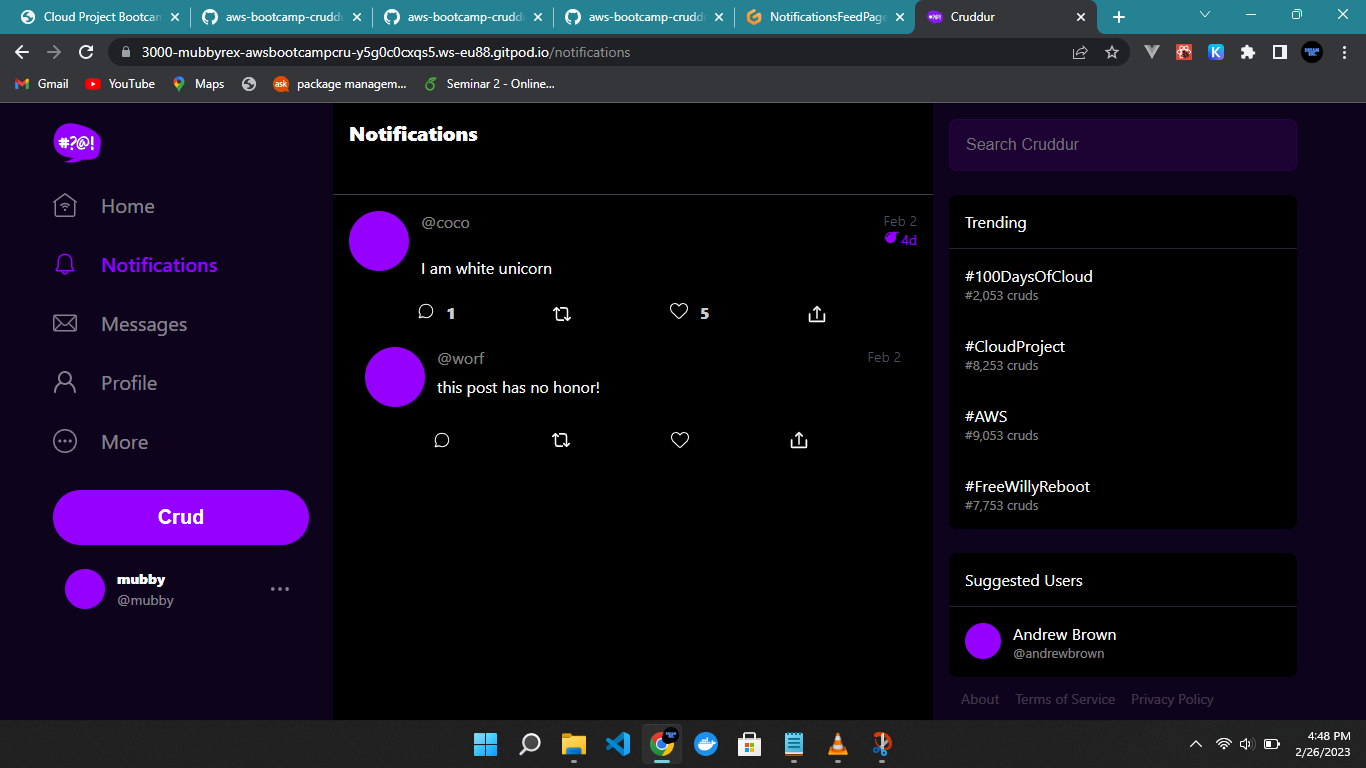 Cloud Project Bootcam
aws-bootcamp-crudd
aws-bootcamp-crudd
aws-bootcamp-crudd
NotificationsFeedPage
Cruddur
3000-mubbyrex-awsbootcampcru-y5g0c0cxqs5.ws-eu88.gitpod.io/notifications
K
Gmail
YouTube
Maps
ask
package managem...
Seminar 2 - Online...
#?@!
Home
Notifications
Messages
Profile
More
Crud
mubby
@mubby
Notifications
@coco
Feb 2
4d
I am white unicorn
1
5
@worf
Feb 2
this post has no honor!
Search Cruddur
Trending
#100DaysOfCloud
#2,053 cruds
#CloudProject
#8,253 cruds
#AWS
#9,053 cruds
#FreeWillyReboot
#7,753 cruds
Suggested Users
Andrew Brown
@andrewbrown
About Terms of Service Privacy Policy
4:48 PM
2/26/2023